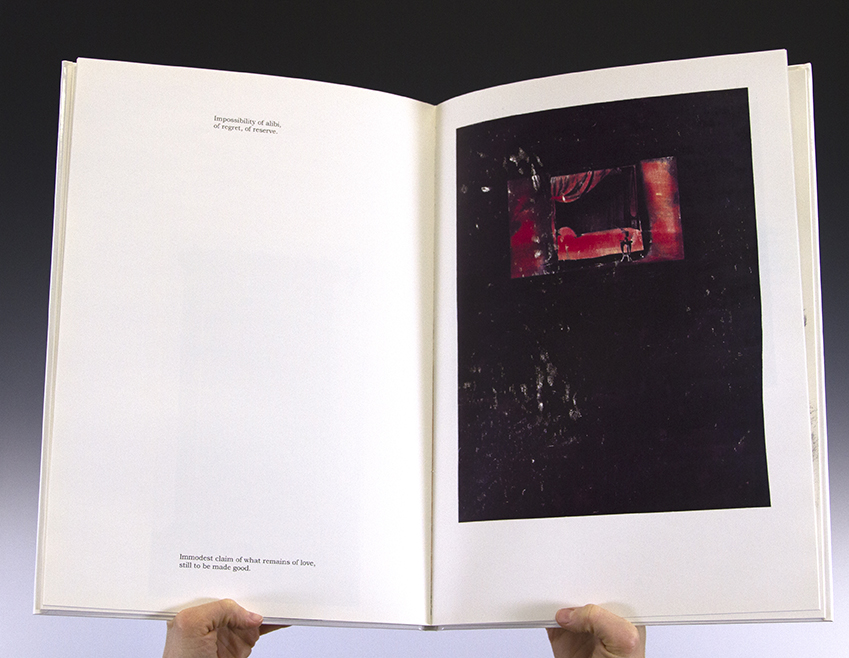 Impossibility of alibi,
of regret, of reserve.
Immodest claim of what remains of love,
still to be made good.